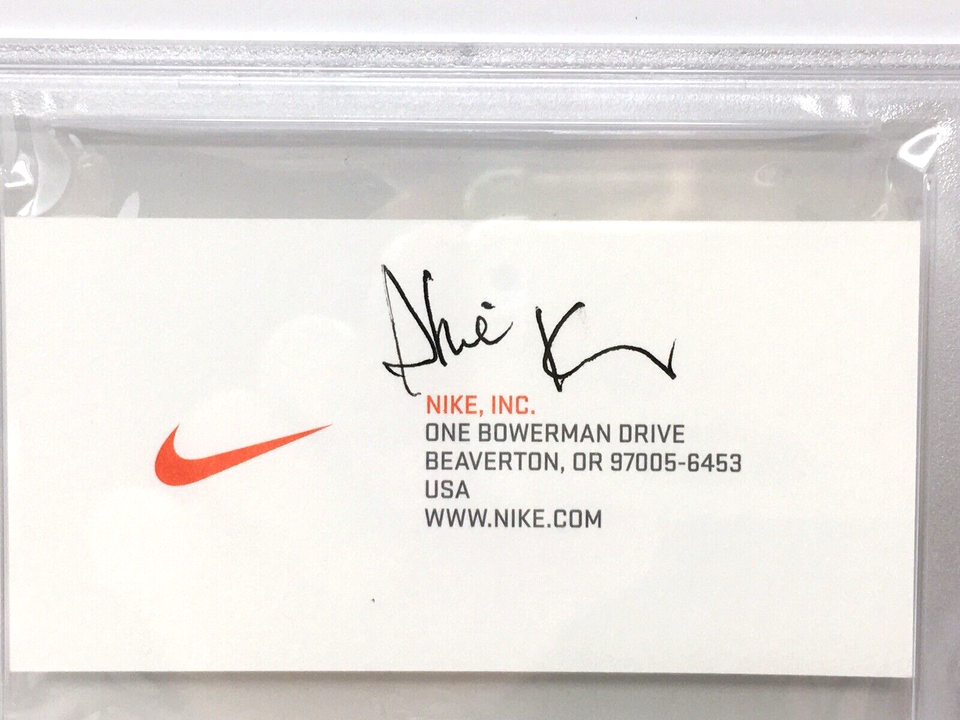 NIKE, INC.
ONE BOWERMAN DRIVE
BEAVERTON, OR 97005-6453
USA
WWW.NIKE.COM